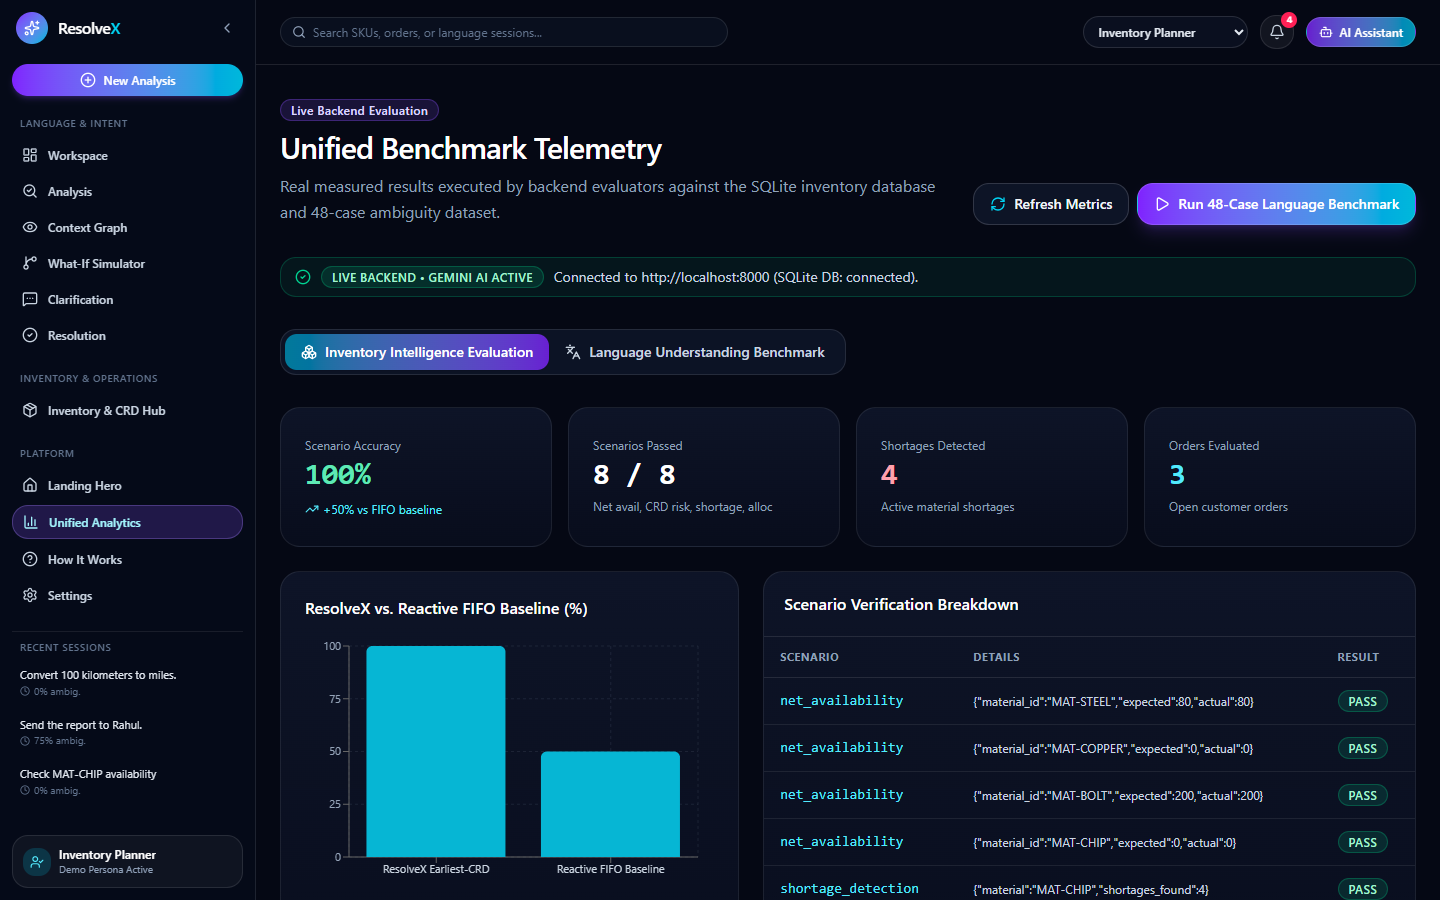 ResolveX
New Analysis
LANGUAGE & INTENT
Workspace
Analysis
Context Graph
What-If Simulator
Clarification
Resolution
INVENTORY & OPERATIONS
Inventory & CRD Hub
PLATFORM
Landing Hero
Unified Analytics
How It Works
Settings
RECENT SESSIONS
Convert 100 kilometers to miles.
0% ambig.
Send the report to Rahul.
75% ambig.
Check MAT-CHIP availability
0% ambig.
Inventory Planner
Demo Persona Active
Search SKUs, orders, or language sessions...
Inventory Planner
4
AI Assistant
Live Backend Evaluation
Unified Benchmark Telemetry
Real measured results executed by backend evaluators against the SQLite inventory database
and 48-case ambiguity dataset.
Refresh Metrics
Run 48-Case Language Benchmark
LIVE BACKEND • GEMINI AI ACTIVE
Connected to http://localhost:8000 (SQLite DB: connected).
Inventory Intelligence Evaluation
Language Understanding Benchmark
Scenario Accuracy
100%
+50% vs FIFO baseline
Scenarios Passed
8 / 8
Net avail, CRD risk, shortage, alloc
Shortages Detected
4
Active material shortages
Orders Evaluated
3
Open customer orders
ResolveX vs. Reactive FIFO Baseline (%)
100
75
50
25
0
ResolveX Earliest-CRD
Reactive FIFO Baseline
Scenario Verification Breakdown
SCENARIO DETAILS RESULT
net_availability {"material_id":"MAT-STEEL","expected":80,"actual":80} PASS
net_availability {"material_id":"MAT-COPPER","expected":0,"actual":0} PASS
net_availability {"material_id":"MAT-BOLT","expected":200,"actual":200} PASS
net_availability {"material_id":"MAT-CHIP","expected":0,"actual":0} PASS
shortage_detection {"material":"MAT-CHIP","shortages_found":4} PASS